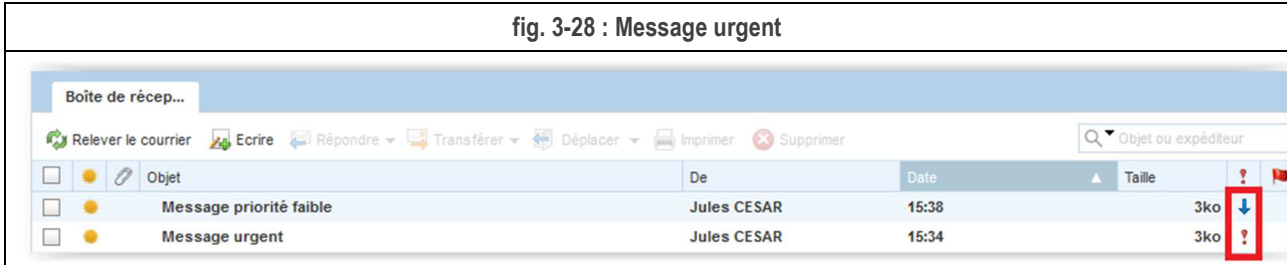 fig. 3-28 : Message urgent
Boîte de récep...
Relever le courrier Ecrire Répondre Transférer Déplacer Imprimer Supprimer Objet ou expéditeur
Objet De Date Taille
Message priorité faible Jules CESAR 15:38 3ko
Message urgent Jules CESAR 15:34 3ko